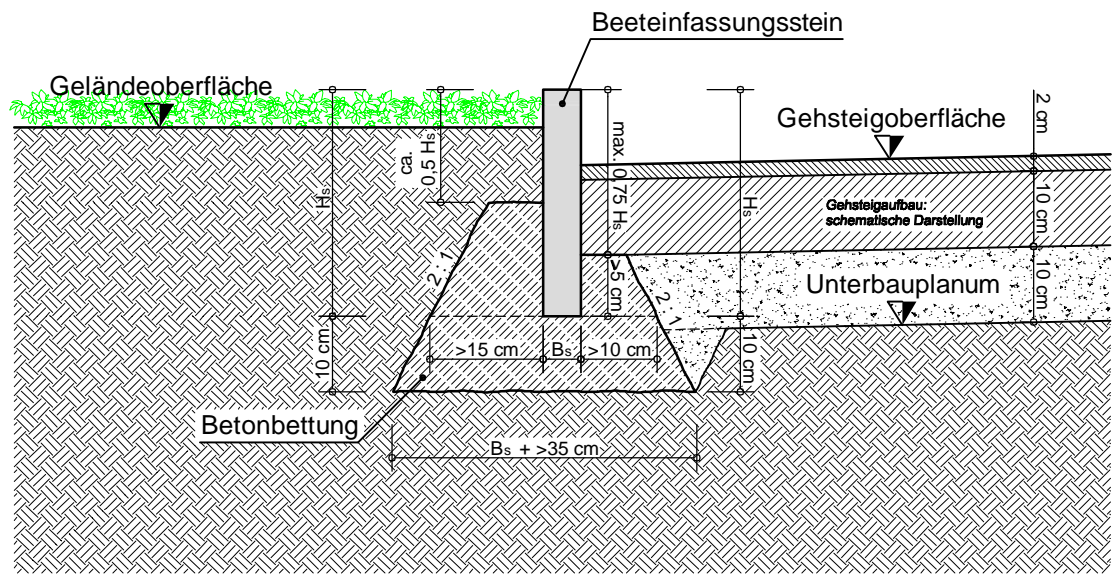 Beeteinfassungsstein
Geländeoberfläche
Gehsteigoberfläche
2 cm
ca.
0,5 Hs
max. 0,75 Hs
Hs
Hs
10 cm
Gehsteigaufbau:
schematische Darstellung
2 : 1
>5 cm
2 : 1
Unterbauplanum
10 cm
>15 cm
Bs
>10 cm
10 cm
10 cm
Betonbettung
Bs + >35 cm